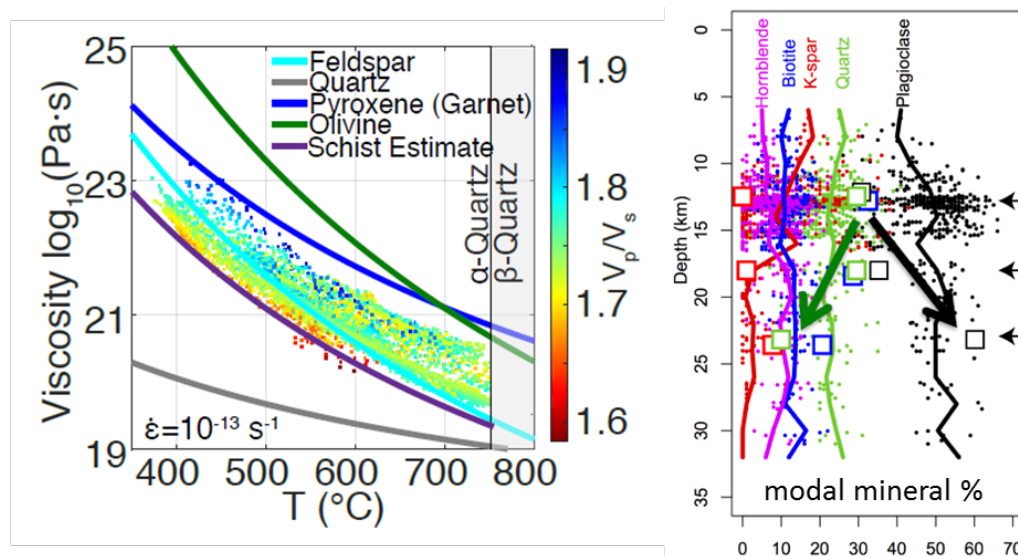 Viscosity log10(Pa·s)
25
23
21
19
400
500
600
700
800
T (°C)
Feldspar
Quartz
Pyroxene (Garnet)
Olivine
Schist Estimate
ε̇=10-13 s-1
α-Quartz
β-Quartz
1.9
1.8
1.7
1.6
Vp/Vs
Hornblende
Biotite
K-spar
Quartz
Plagioclase
Depth (km)
0
5
10
15
20
25
30
35
modal mineral %
0
10
20
30
40
50
60
70